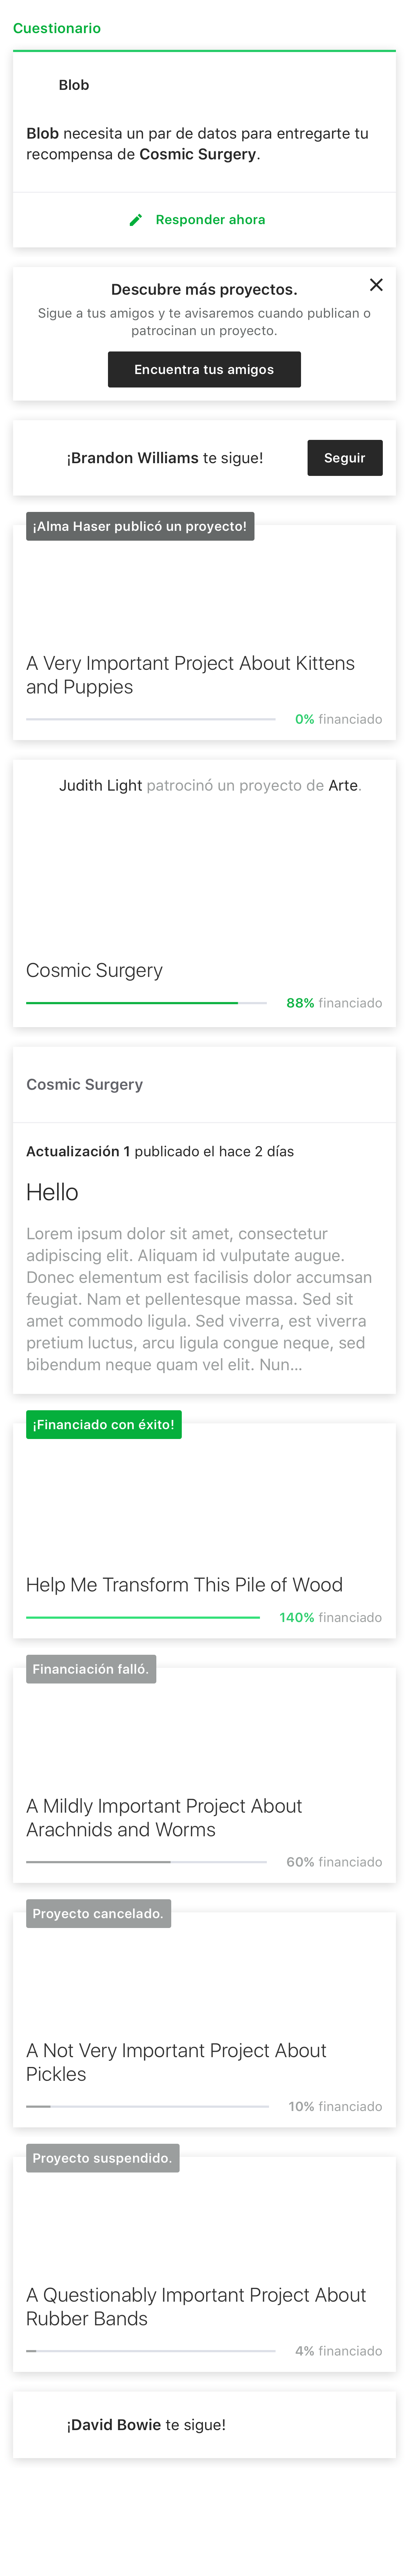 Cuestionario
Blob
Blob necesita un par de datos para entregarte tu
recompensa de Cosmic Surgery.
Responder ahora
Descubre más proyectos.
Sigue a tus amigos y te avisaremos cuando publican o
patrocinan un proyecto.
Encuentra tus amigos
¡Brandon Williams te sigue!
Seguir
¡Alma Haser publicó un proyecto!
A Very Important Project About Kittens
and Puppies
0% financiado
Judith Light patrocinó un proyecto de Arte.
Cosmic Surgery
88% financiado
Cosmic Surgery
Actualización 1 publicado el hace 2 días
Hello
Lorem ipsum dolor sit amet, consectetur
adipiscing elit. Aliquam id vulputate augue.
Donec elementum est facilisis dolor accumsan
feugiat. Nam et pellentesque massa. Sed sit
amet commodo ligula. Sed viverra, est viverra
pretium luctus, arcu ligula congue neque, sed
bibendum neque quam vel elit. Nun...
¡Financiado con éxito!
Help Me Transform This Pile of Wood
140% financiado
Financiación falló.
A Mildly Important Project About
Arachnids and Worms
60% financiado
Proyecto cancelado.
A Not Very Important Project About
Pickles
10% financiado
Proyecto suspendido.
A Questionably Important Project About
Rubber Bands
4% financiado
¡David Bowie te sigue!